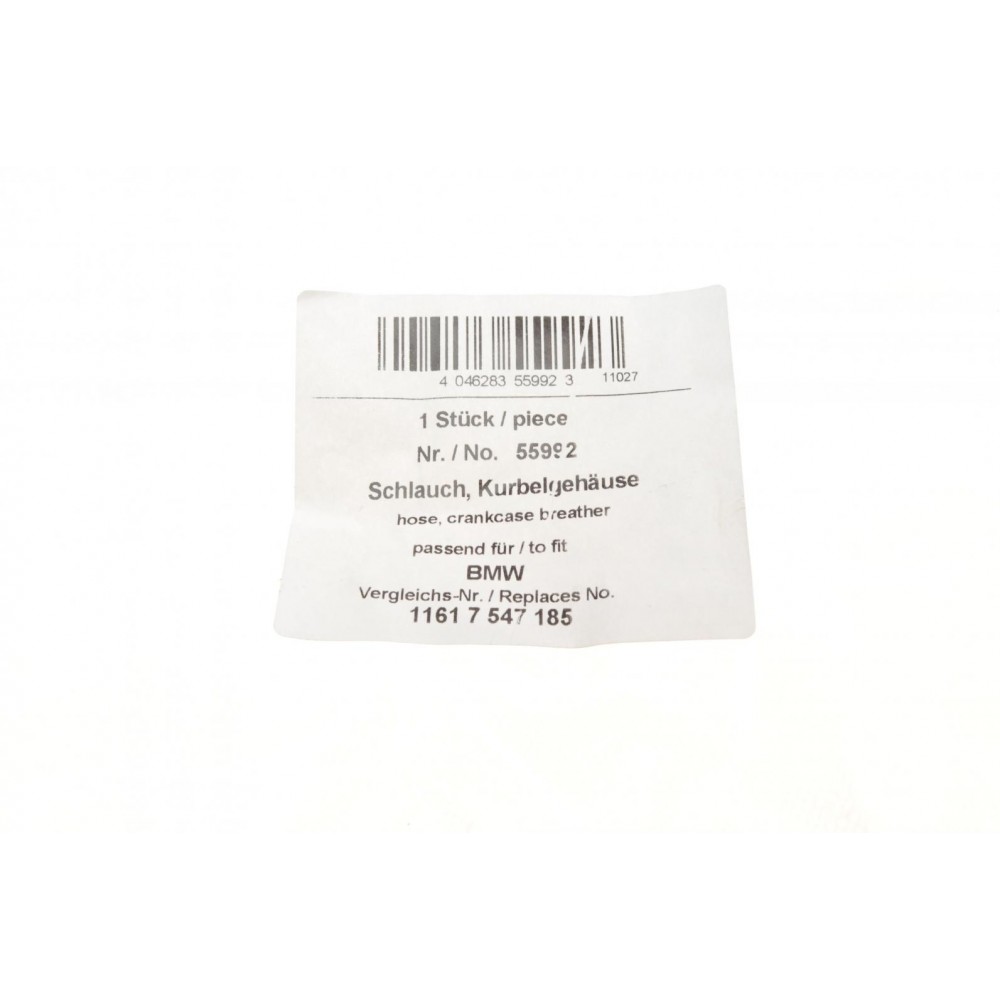 4 046283 55992 3 11027
1 Stück / piece
Nr. / No. 55992
Schlauch, Kurbelgehäuse
hose, crankcase breather
passend für / to fit
BMW
Vergleichs-Nr. / Replaces No.
1161 7 547 185